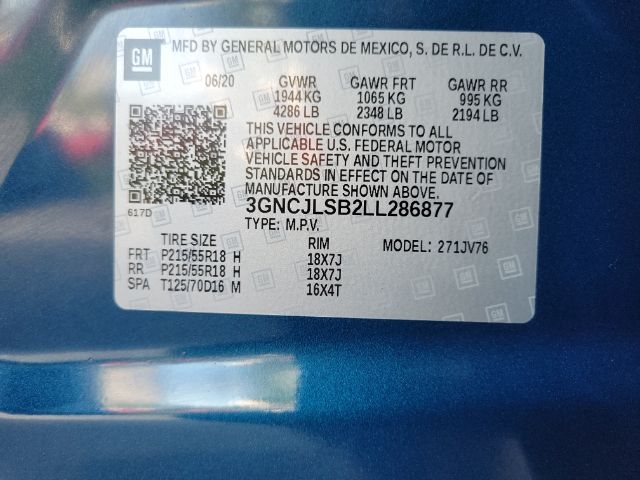 GM MFD BY GENERAL MOTORS DE MEXICO, S. DE R.L. DE C.V.
06/20 GVWR GAWR FRT GAWR RR
1944 KG 1065 KG 995 KG
4286 LB 2348 LB 2194 LB
THIS VEHICLE CONFORMS TO ALL
APPLICABLE U.S. FEDERAL MOTOR
VEHICLE SAFETY AND THEFT PREVENTION
STANDARDS IN EFFECT ON THE DATE OF
MANUFACTURE SHOWN ABOVE.
617D 3GNCJLSB2LL286877
TYPE: M.P.V.
TIRE SIZE RIM MODEL: 271JV76
FRT P215/55R18 H 18X7J
RR P215/55R18 H 18X7J
SPA T125/70D16 M 16X4T